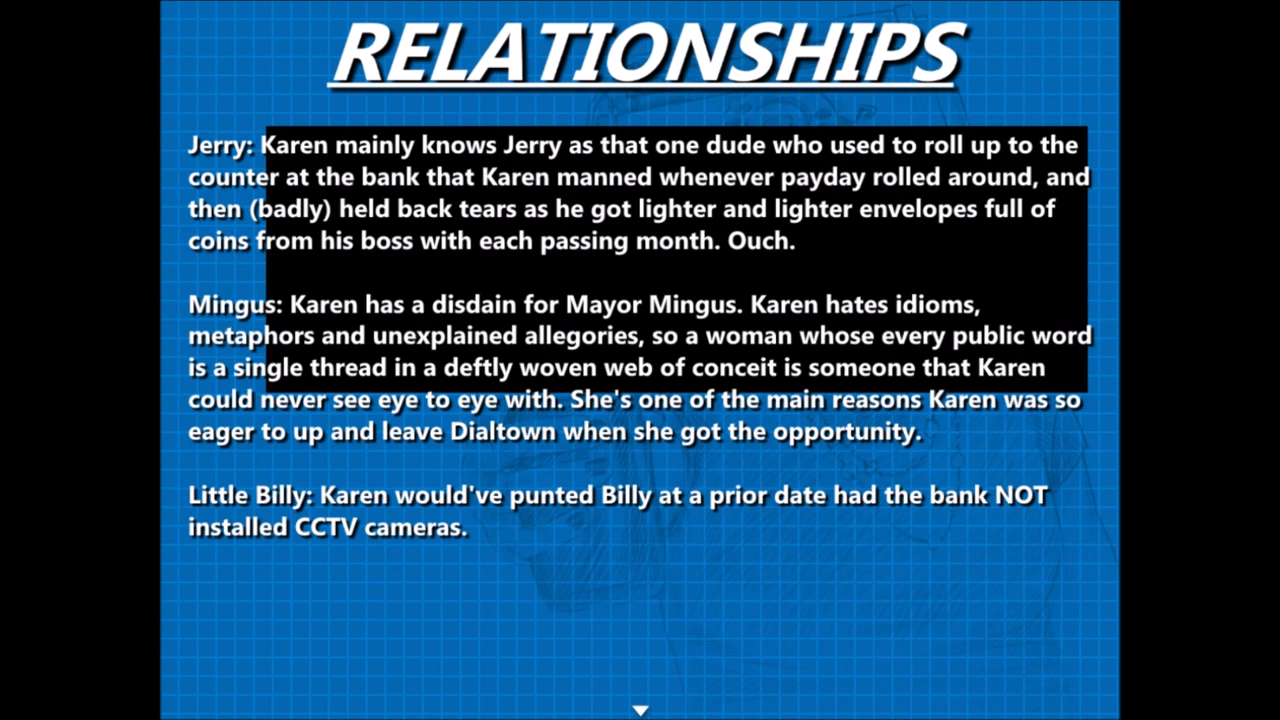 RELATIONSHIPS
Jerry: Karen mainly knows Jerry as that one dude who used to roll up to the
counter at the bank that Karen manned whenever payday rolled around, and
then (badly) held back tears as he got lighter and lighter envelopes full of
coins from his boss with each passing month. Ouch.
Mingus: Karen has a disdain for Mayor Mingus. Karen hates idioms,
metaphors and unexplained allegories, so a woman whose every public word
is a single thread in a deftly woven web of conceit is someone that Karen
could never see eye to eye with. She's one of the main reasons Karen was so
eager to up and leave Dialtown when she got the opportunity.
Little Billy: Karen would've punted Billy at a prior date had the bank NOT
installed CCTV cameras.